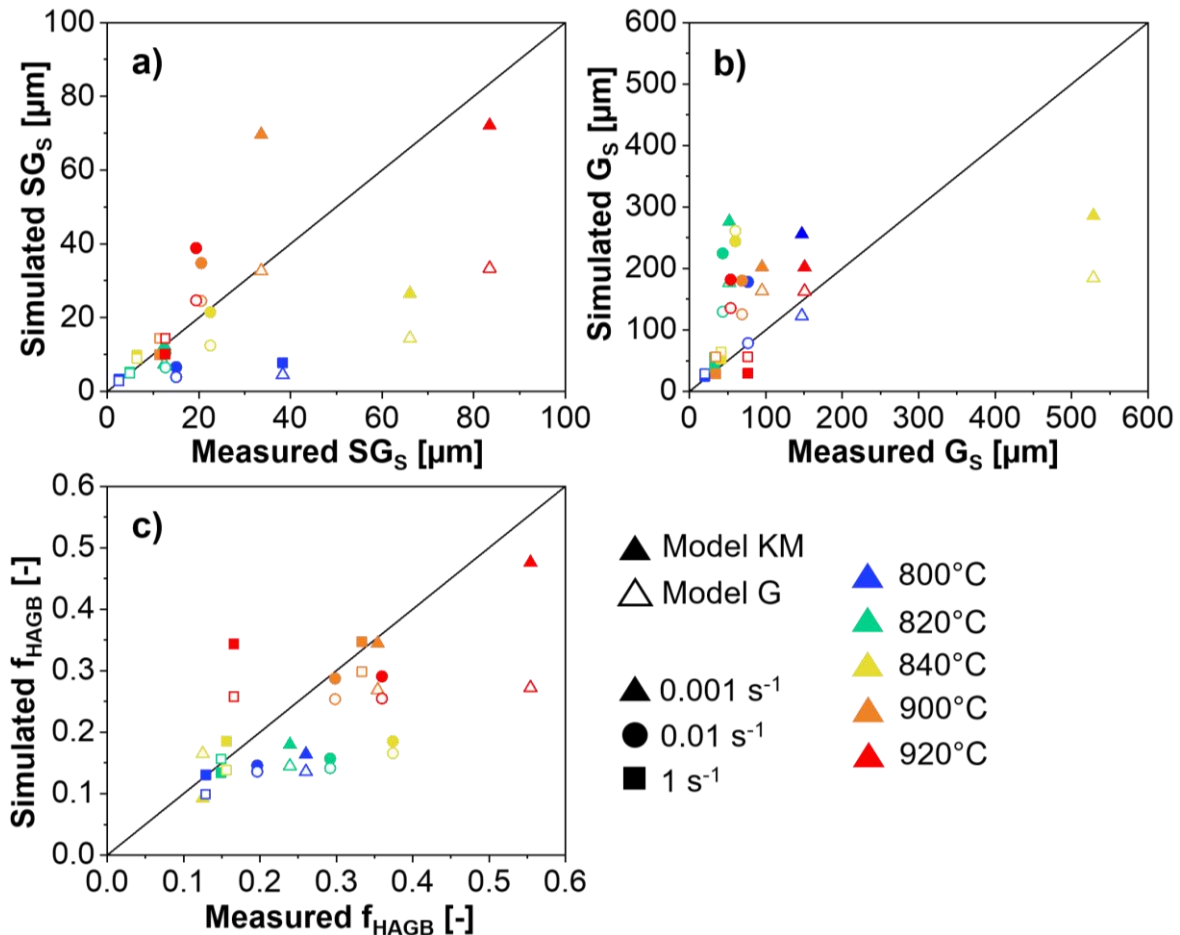 a)
100
80
60
40
20
0
Simulated SGS [μm]
0 20 40 60 80 100
Measured SGS [μm]
b)
600
500
400
300
200
100
0
Simulated GS [μm]
0 100 200 300 400 500 600
Measured GS [μm]
c)
0.6
0.5
0.4
0.3
0.2
0.1
0.0
Simulated fHAGB [-]
0.0 0.1 0.2 0.3 0.4 0.5 0.6
Measured fHAGB [-]
Model KM
Model G
0.001 s⁻¹
0.01 s⁻¹
1 s⁻¹
800°C
820°C
840°C
900°C
920°C